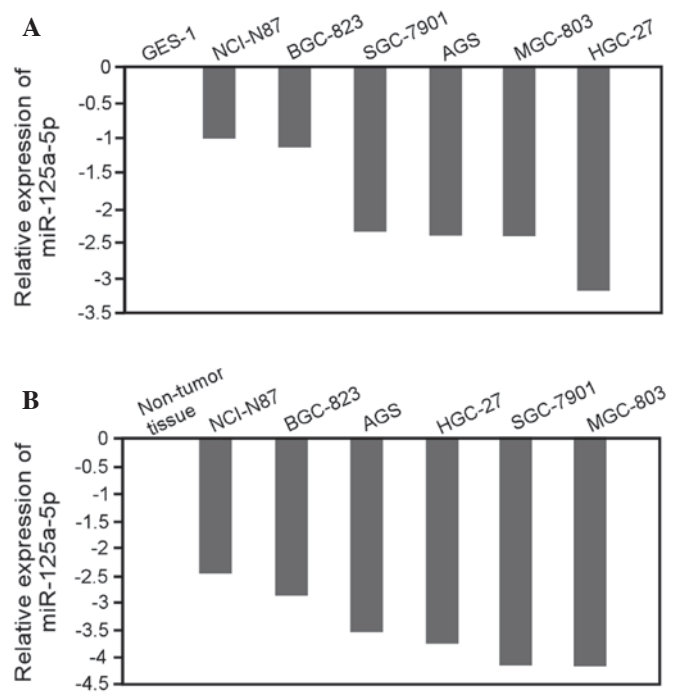 A
GES-1
NCI-N87
BGC-823
SGC-7901
AGS
MGC-803
HGC-27
Relative expression of
miR-125a-5p
0
-0.5
-1
-1.5
-2
-2.5
-3
-3.5
B
Non-tumor
tissue
NCI-N87
BGC-823
AGS
HGC-27
SGC-7901
MGC-803
Relative expression of
miR-125a-5p
0
-0.5
-1
-1.5
-2
-2.5
-3
-3.5
-4
-4.5